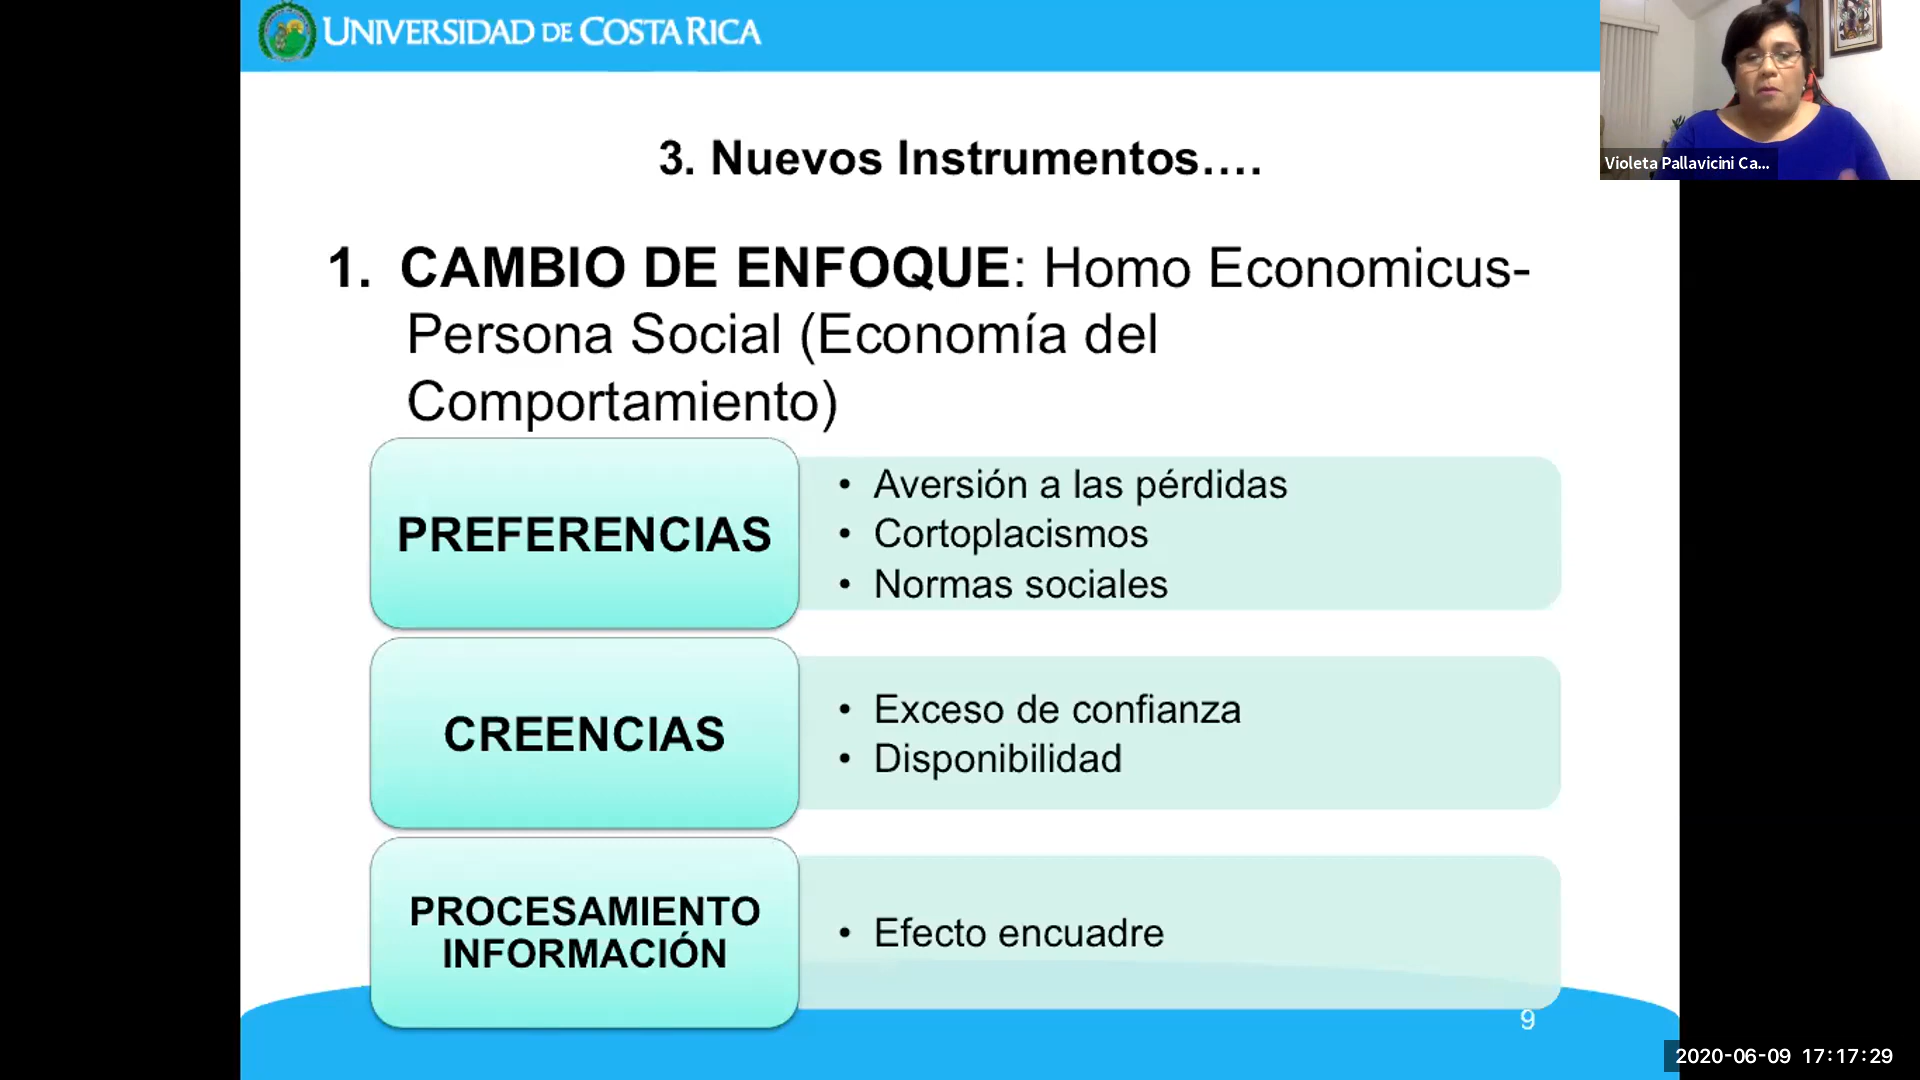 UNIVERSIDAD DE COSTA RICA
Violeta Pallavicini Ca...
3. Nuevos Instrumentos....
1. CAMBIO DE ENFOQUE: Homo Economicus-
Persona Social (Economía del
Comportamiento)
PREFERENCIAS
• Aversión a las pérdidas
• Cortoplacismos
• Normas sociales
CREENCIAS
• Exceso de confianza
• Disponibilidad
PROCESAMIENTO
INFORMACIÓN
• Efecto encuadre
9
2020-06-09 17:17:29